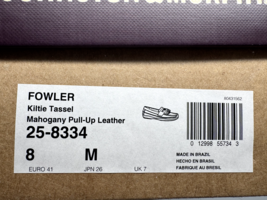 FOWLER
Kiltie Tassel
Mahogany Pull-Up Leather
25-8334
0 12998 55734 3
8 M
MADE IN BRAZIL
HECHO EN BRASIL
FABRIQUE AU BRESIL
EURO 41 JPN 26 UK 7